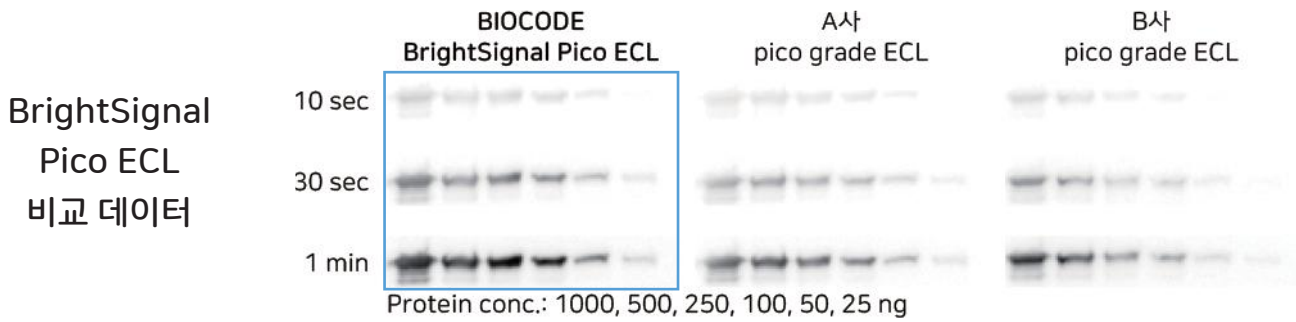 BrightSignal
Pico ECL
비교 데이터
BIOCODE
BrightSignal Pico ECL
A사
pico grade ECL
B사
pico grade ECL
10 sec
30 sec
1 min
Protein conc.: 1000, 500, 250, 100, 50, 25 ng